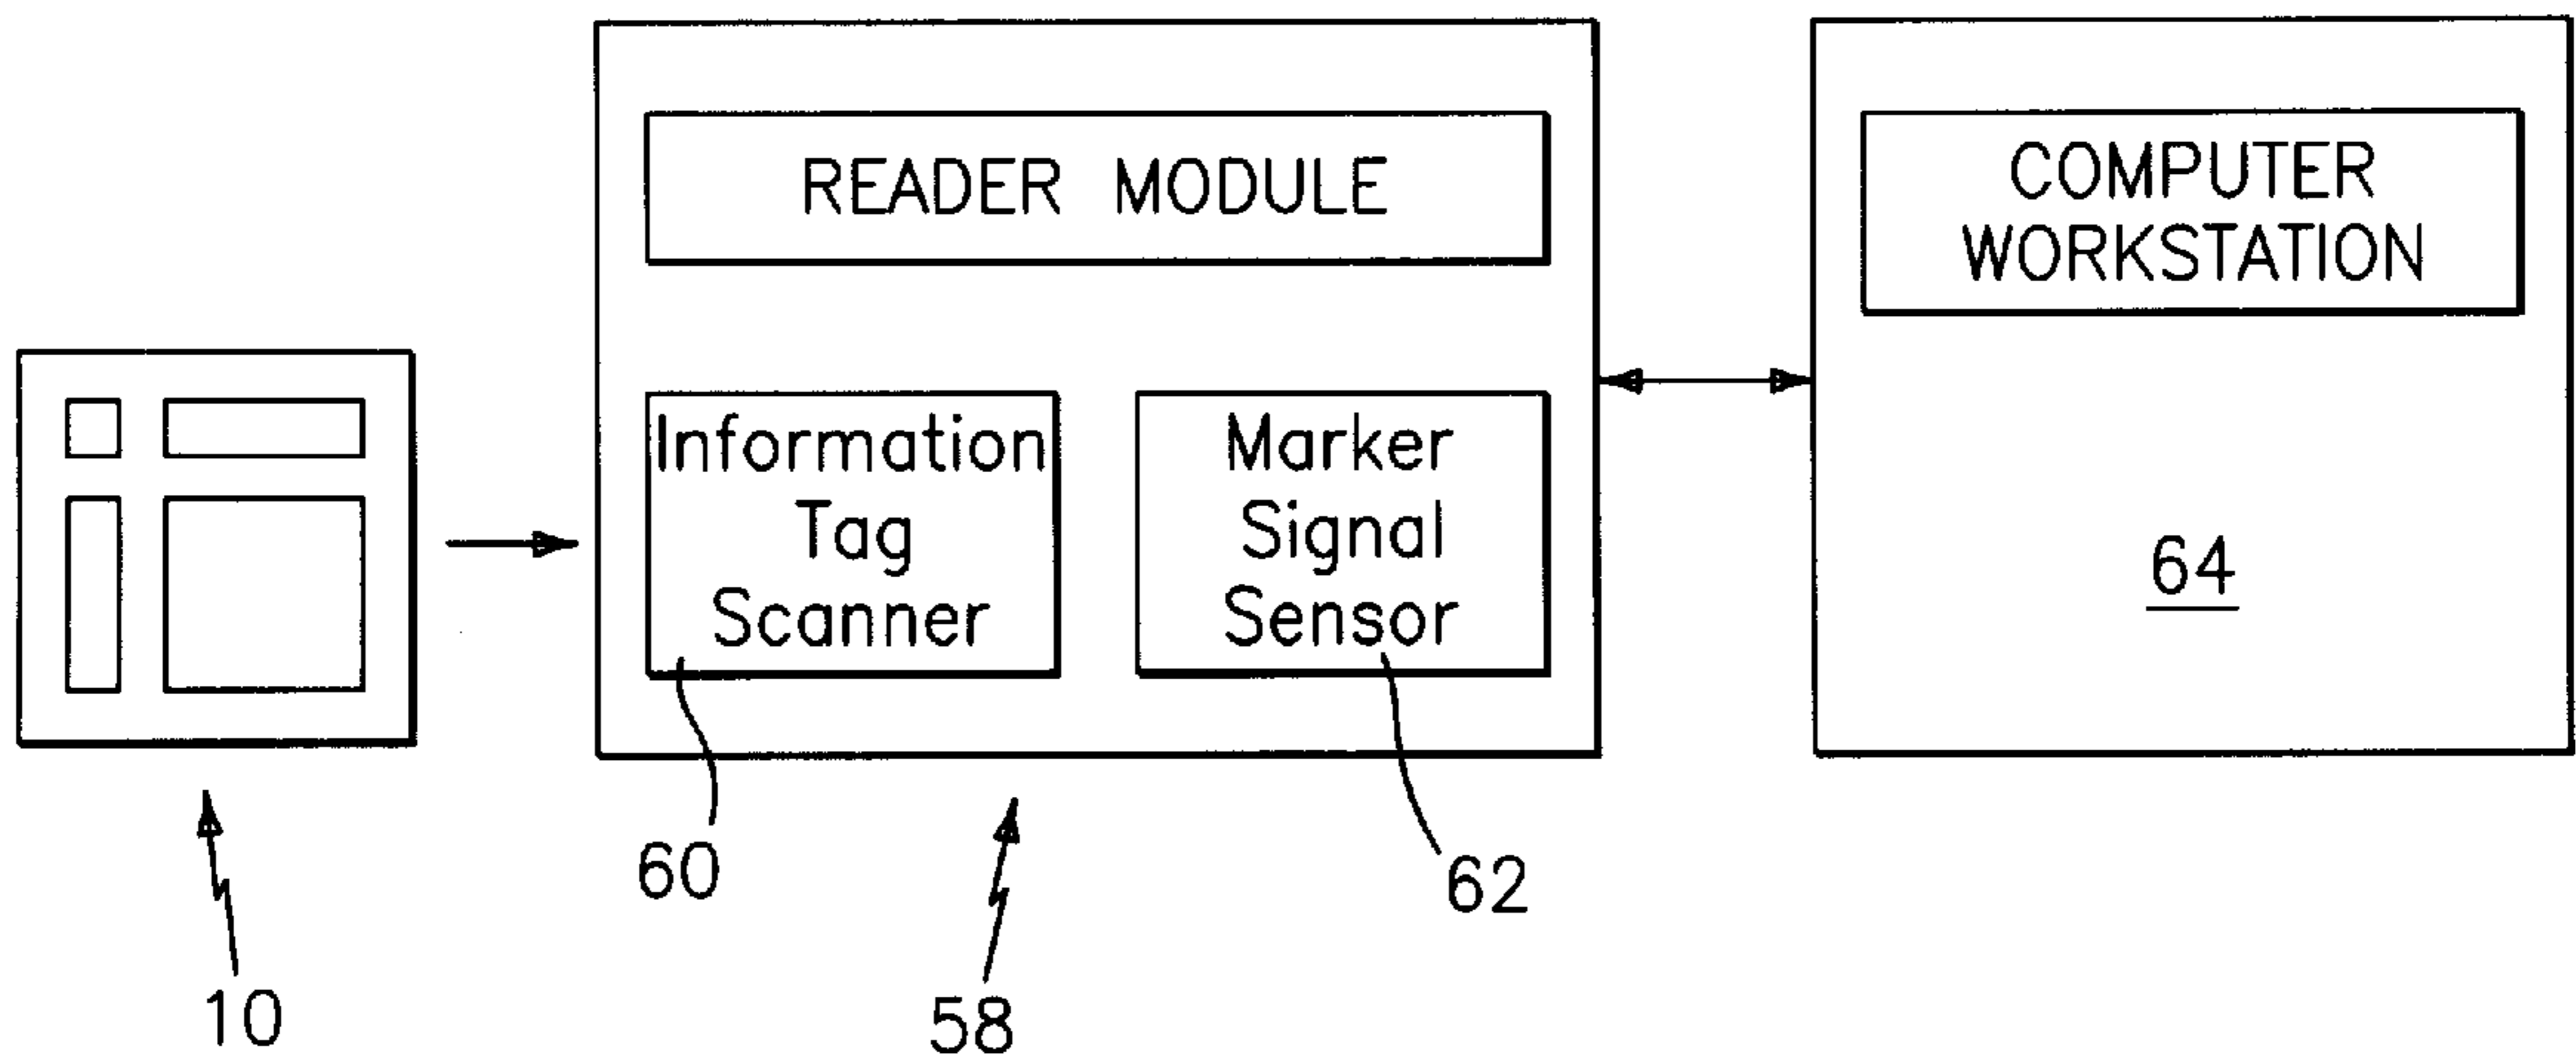 READER MODULE
COMPUTER
WORKSTATION
Information
Tag
Scanner
Marker
Signal
Sensor
64
60
62
10
58